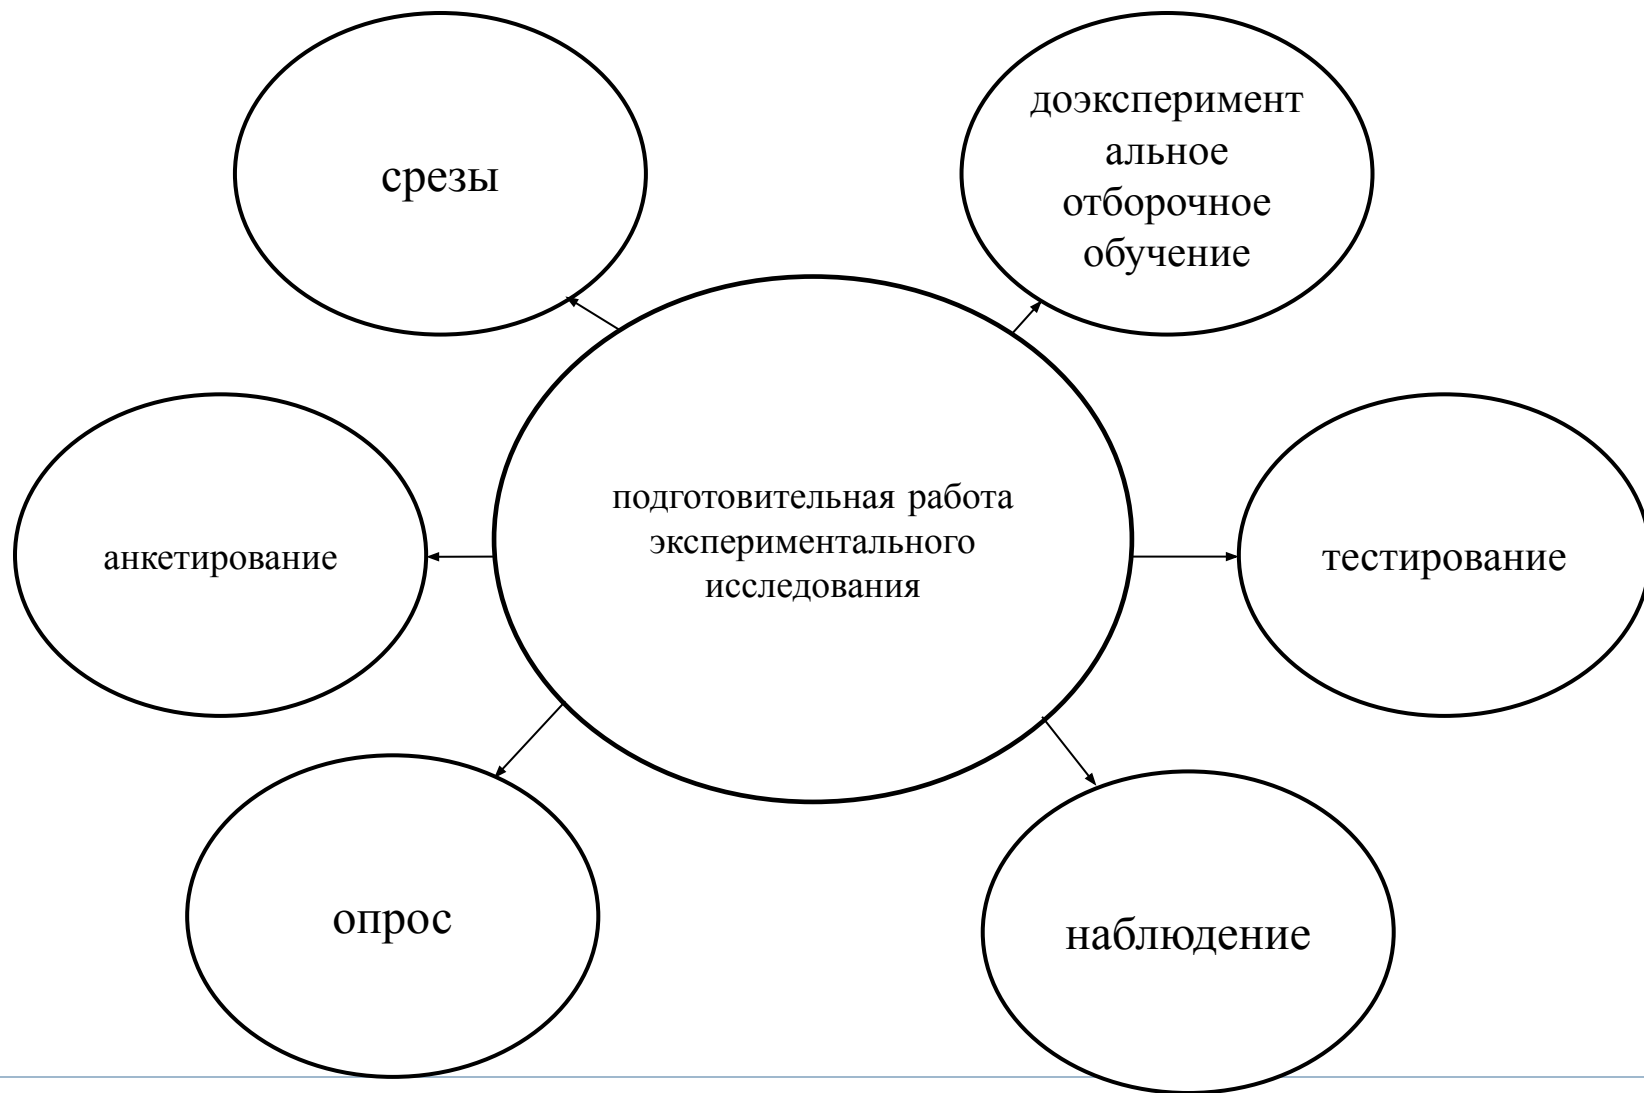 срезы
доэксперимент
альное
отборочное
обучение
подготовительная работа
экспериментального
исследования
анкетирование
тестирование
опрос
наблюдение